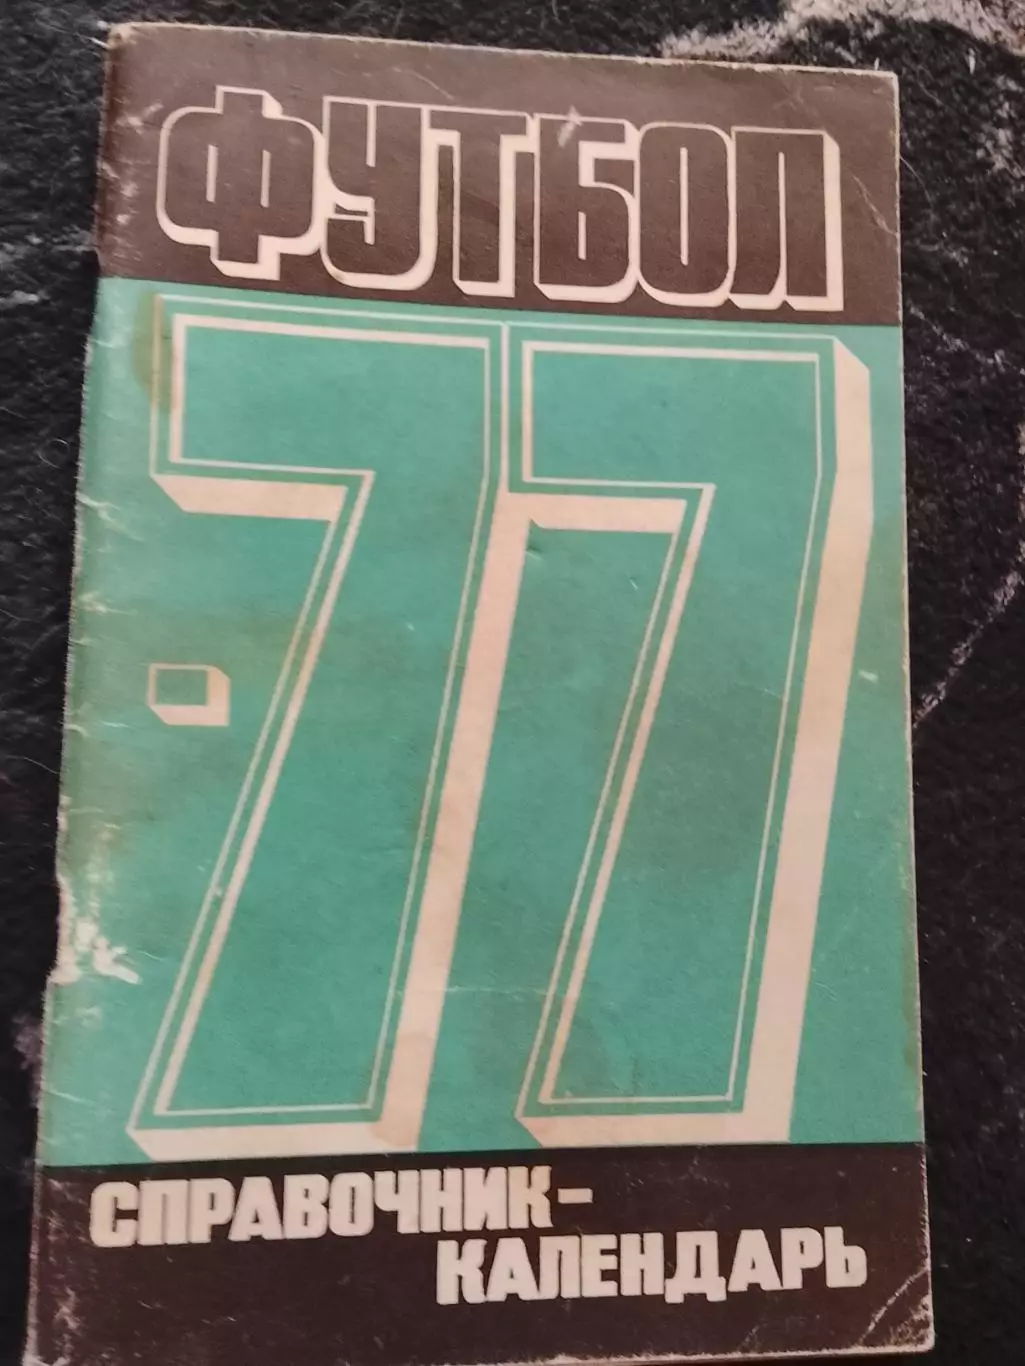 ФУТБОЛ
·77
СПРАВОЧНИК-
КАЛЕНДАРЬ